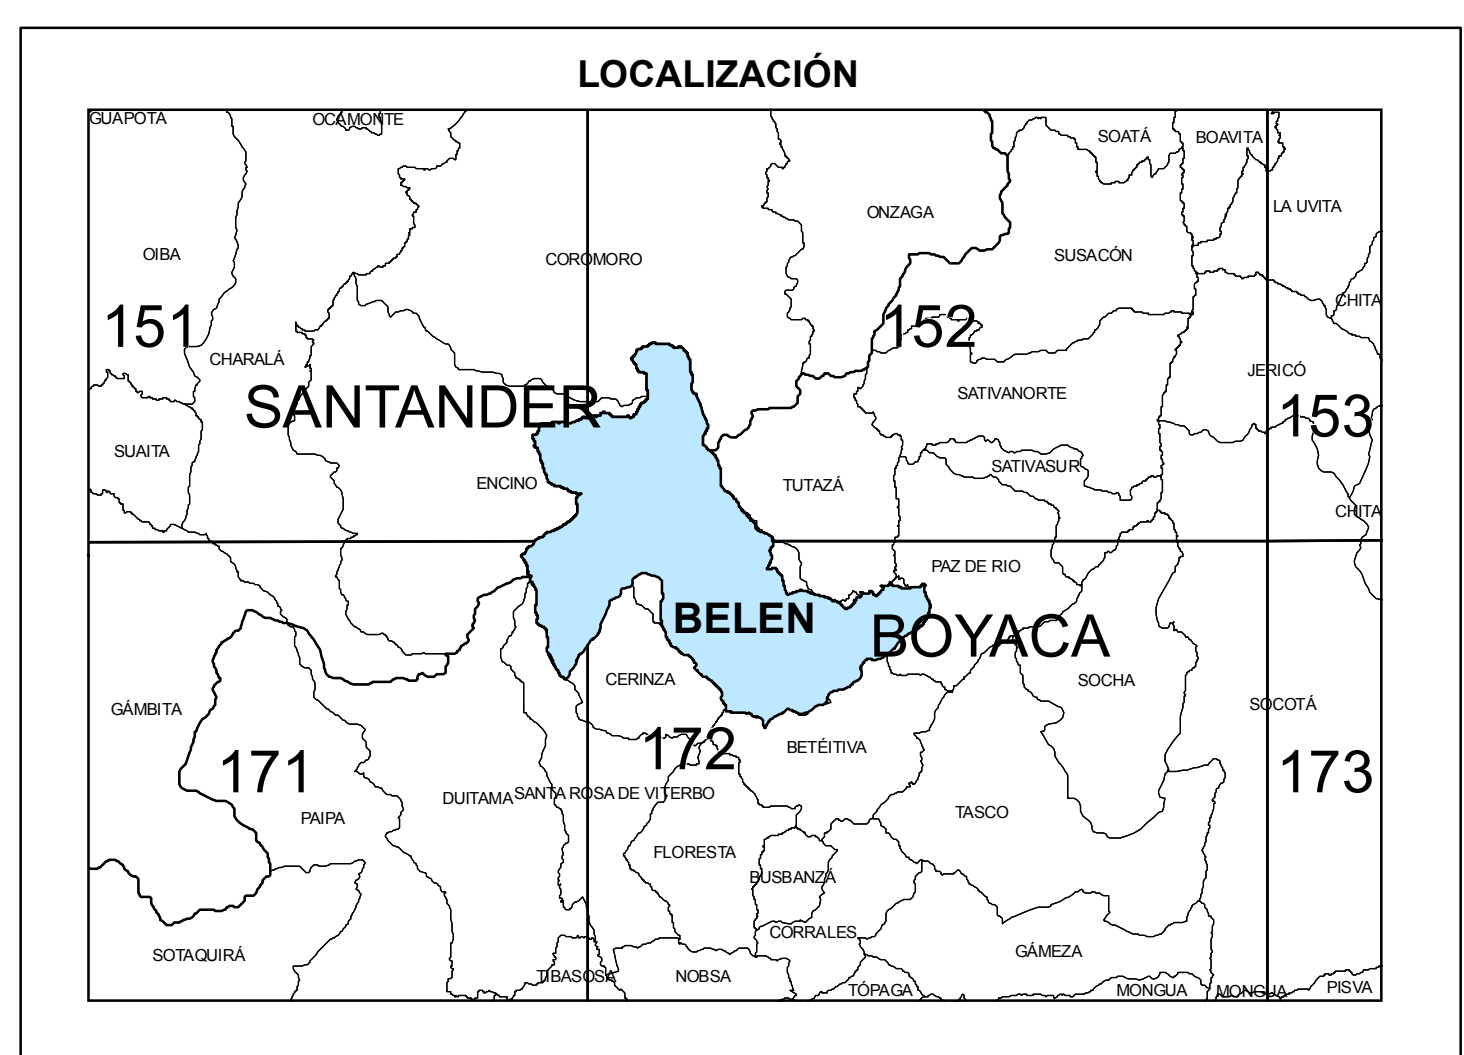 LOCALIZACIÓN
GUAPOTA
OCAMONTE
SOATÁ
BOAVITA
ONZAGA
LA UVITA
OIBA
COROMORO
SUSACÓN
CHITA
151
152
CHARALÁ
JERICÓ
SANTANDER
SATIVANORTE
153
SUAITA
SATIVASUR
ENCINO
TUTAZÁ
CHITA
PAZ DE RIO
BELEN
BOYACA
CERINZA
SOCHA
GÁMBITA
SOCOTÁ
172
BETÉITIVA
171
173
DUITAMA
SANTA ROSA DE VITERBO
PAIPA
TASCO
FLORESTA
BUSBANZÁ
CORRALES
SOTAQUIRÁ
GÁMEZA
TIBASOSA
NOBSA
TÓPAGA
MONGUA
MONGUA
PISVA